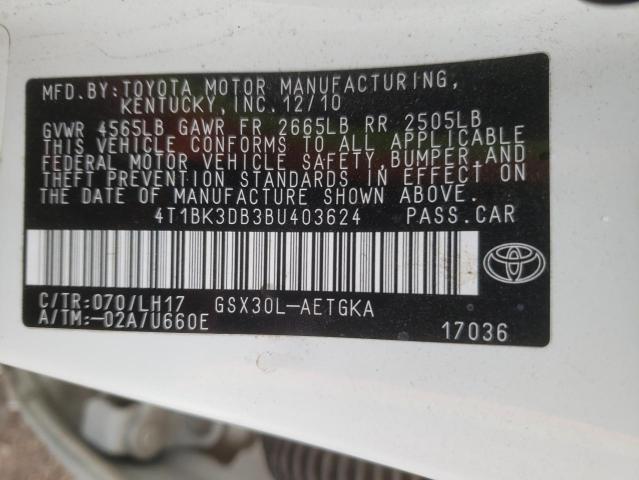 MFD.BY:TOYOTA MOTOR MANUFACTURING,
KENTUCKY, INC. 12/10
GVWR 4565LB GAWR FR 2665LB RR 2505LB
THIS VEHICLE CONFORMS TO ALL APPLICABLE
FEDERAL MOTOR VEHICLE SAFETY, BUMPER,AND
THEFT PREVENTION STANDARDS IN EFFECT ON
THE DATE OF MANUFACTURE SHOWN ABOVE.
4T1BK3DB3BU403624 PASS.CAR
C/TR:070/LH17 GSX30L-AETGKA
A/TM:-02A/U660E
17036